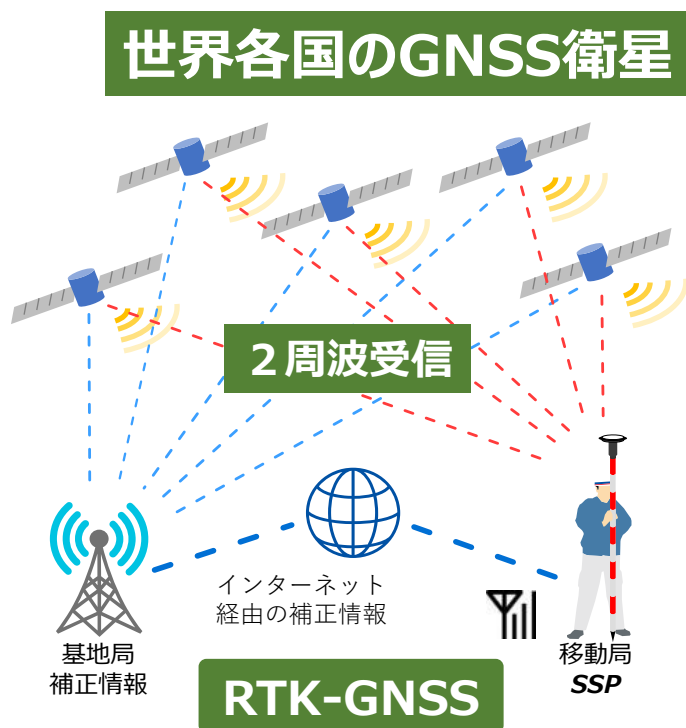 世界各国のGNSS衛星
２周波受信
インターネット
経由の補正情報
基地局
補正情報
移動局
SSP
RTK-GNSS